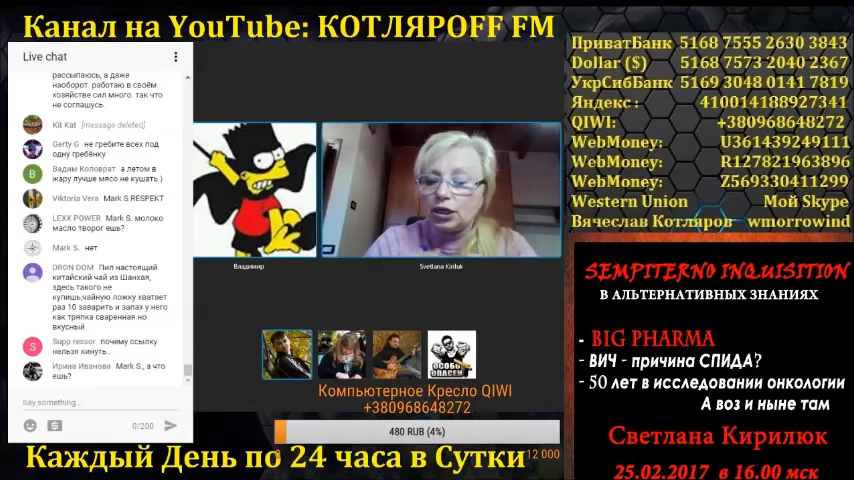 Канал на YouTube: КОТЛЯРОFF FM
Live chat
рассыпаюсь, а даже
наоборот. работаю в своём
хозяйстве сил много. так что
не соглашусь.
Kit Kat [message deleted]
Gerty G не гребите всех под
одну гребёнку
Вадим Коловрат а летом в
жару лучше мясо не кушать )
Viktoria Vera Mark S RESPEKT
LEXX POWER Mark S. молоко
масло творог ешь?
Mark S. нет
DRON DOM Пил настоящий
китайский чай из Шанхая,
здесь такого не
купишь,чайную ложку хватает
раз 10 заварить и запах у него
как тряпка сваренная но
вкусный
Supp ressor почему ссылку
нельзя кинуть..
Ирина Иванова Mark S., а что
ешь?
Say something...
0/200
Владимир
Svetlana Kiriluk
ОСОБО
ОПАСЕН
Компьютерное Кресло QIWI
+380968648272
480 RUB (4%)
12 000
Каждый День по 24 часа в Сутки
ПриватБанк 5168 7555 2630 3843
Dollar ($) 5168 7573 2040 2367
УкрСибБанк 5169 3048 0141 7819
Яндекс : 410014188927341
QIWI: +380968648272
WebMoney: U361439249111
WebMoney: R127821963896
WebMoney: Z569330411299
Western Union Мой Skype
Вячеслав Котляров wmorrowind
SEMPITERNO INQUISITION
В АЛЬТЕРНАТИВНЫХ ЗНАНИЯХ
- BIG PHARMA
- ВИЧ - причина СПИДА?
- 50 лет в исследовании онкологии
А воз и ныне там
Светлана Кирилюк
25.02.2017 в 16.00 мск